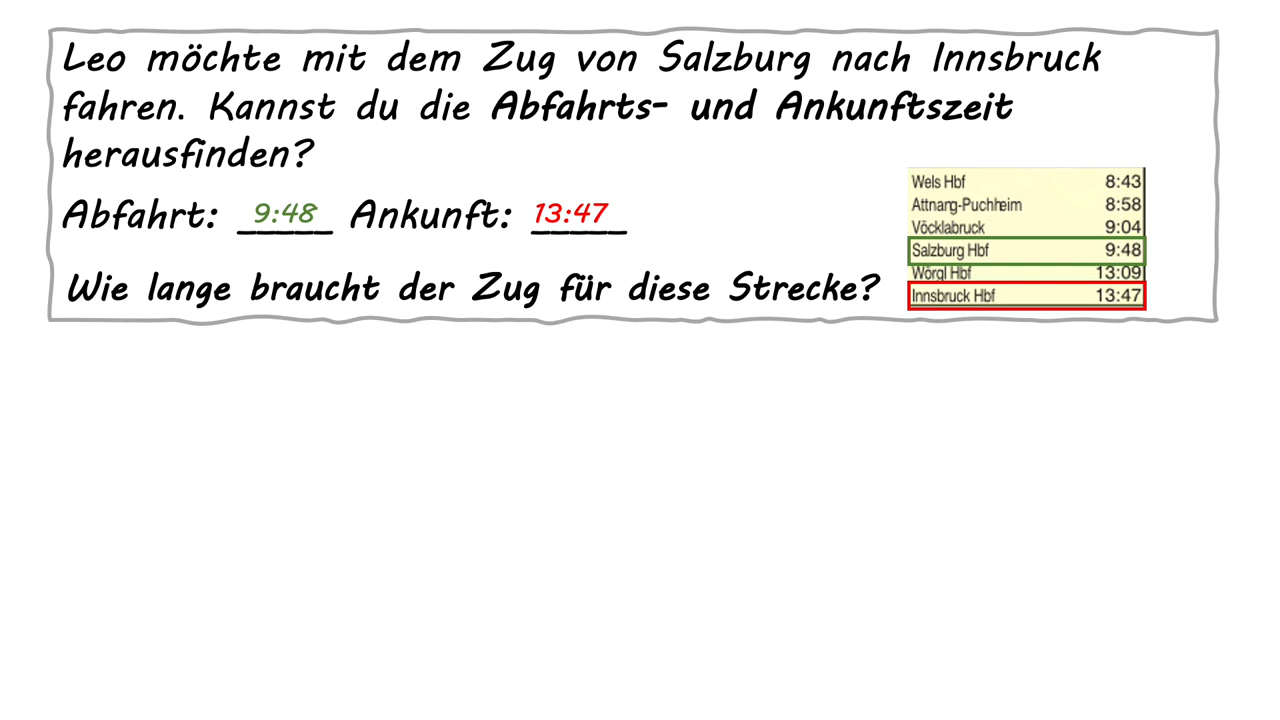 Leo möchte mit dem Zug von Salzburg nach Innsbruck
fahren. Kannst du die Abfahrts- und Ankunftszeit
herausfinden?
Abfahrt: 9:48 Ankunft: 13:47
Wie lange braucht der Zug für diese Strecke?
Wels Hbf 8:43
Attnarg-Puchheim 8:58
Vöcklabruck 9:04
Salzburg Hbf 9:48
Wörgl Hbf 13:09
Innsbruck Hbf 13:47